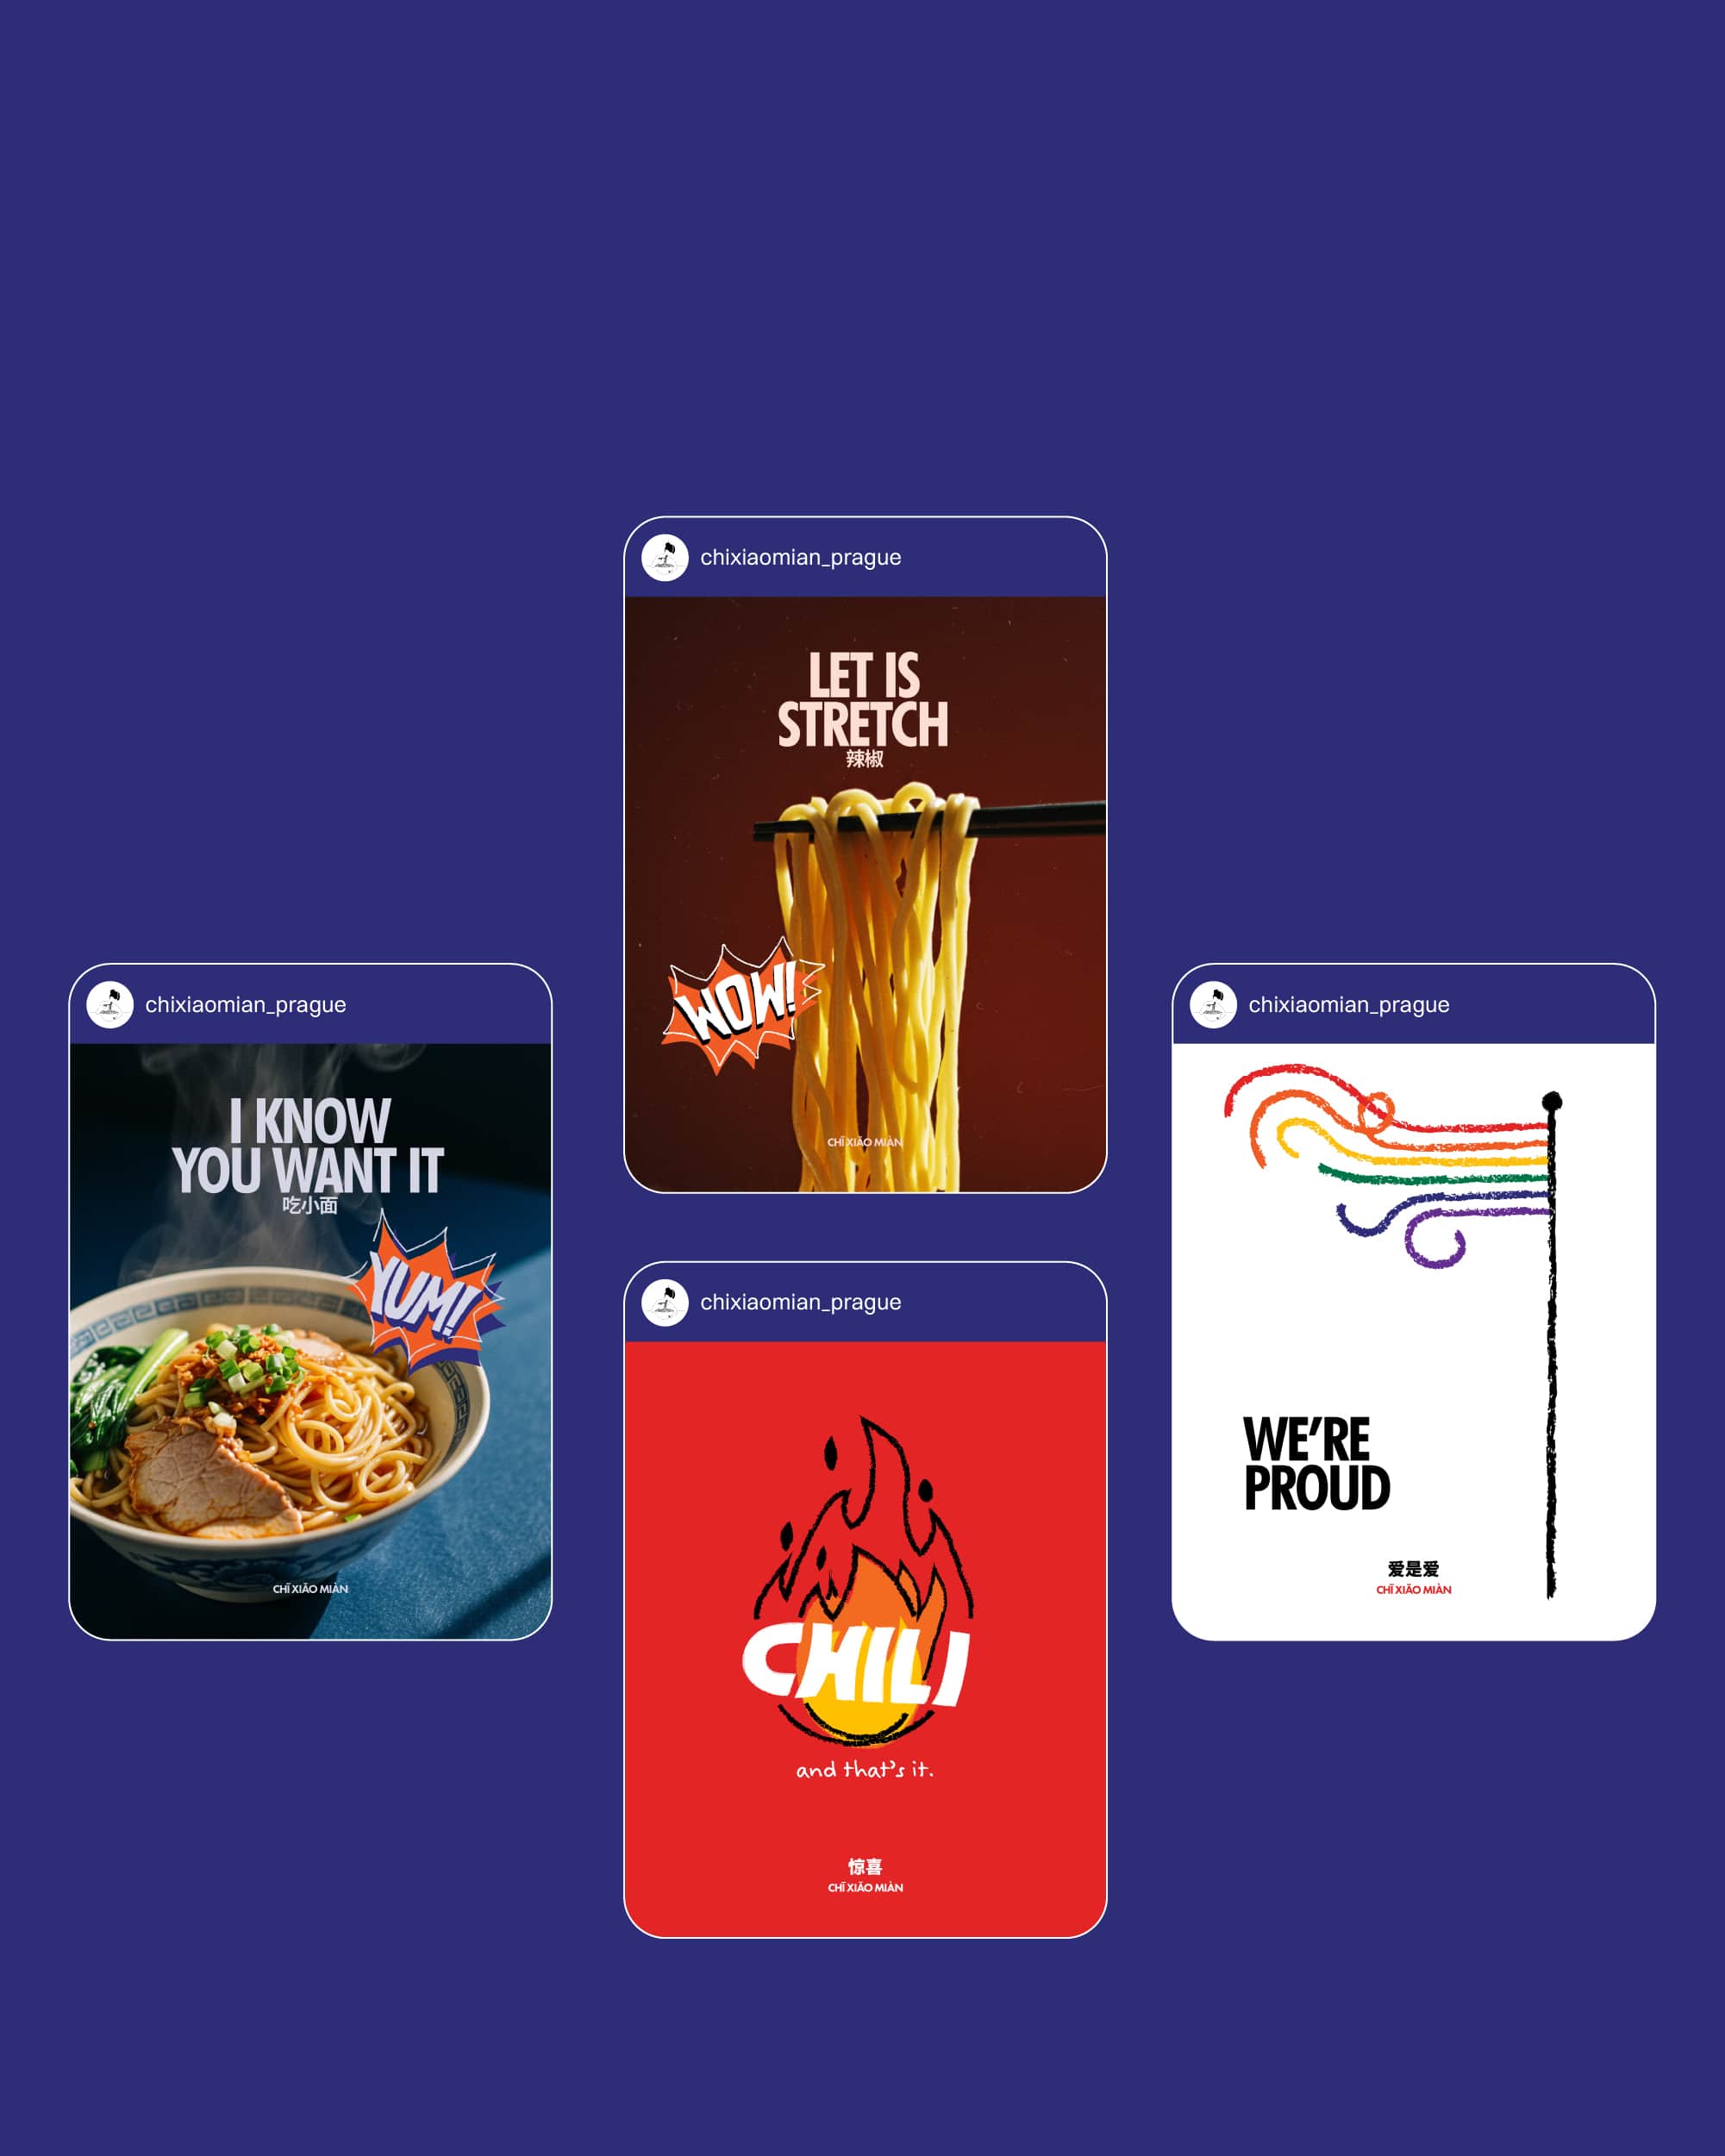 chixiaomian_prague
LET IS
STRETCH
辣椒
WOW!
CHĪ XIǍO MIÀN
chixiaomian_prague
I KNOW
YOU WANT IT
吃小面
YUM!
CHĪ XIǍO MIÀN
chixiaomian_prague
WE’RE
PROUD
爱是爱
CHĪ XIǍO MIÀN
chixiaomian_prague
CHILI
and that’s it.
惊喜
CHĪ XIǍO MIÀN